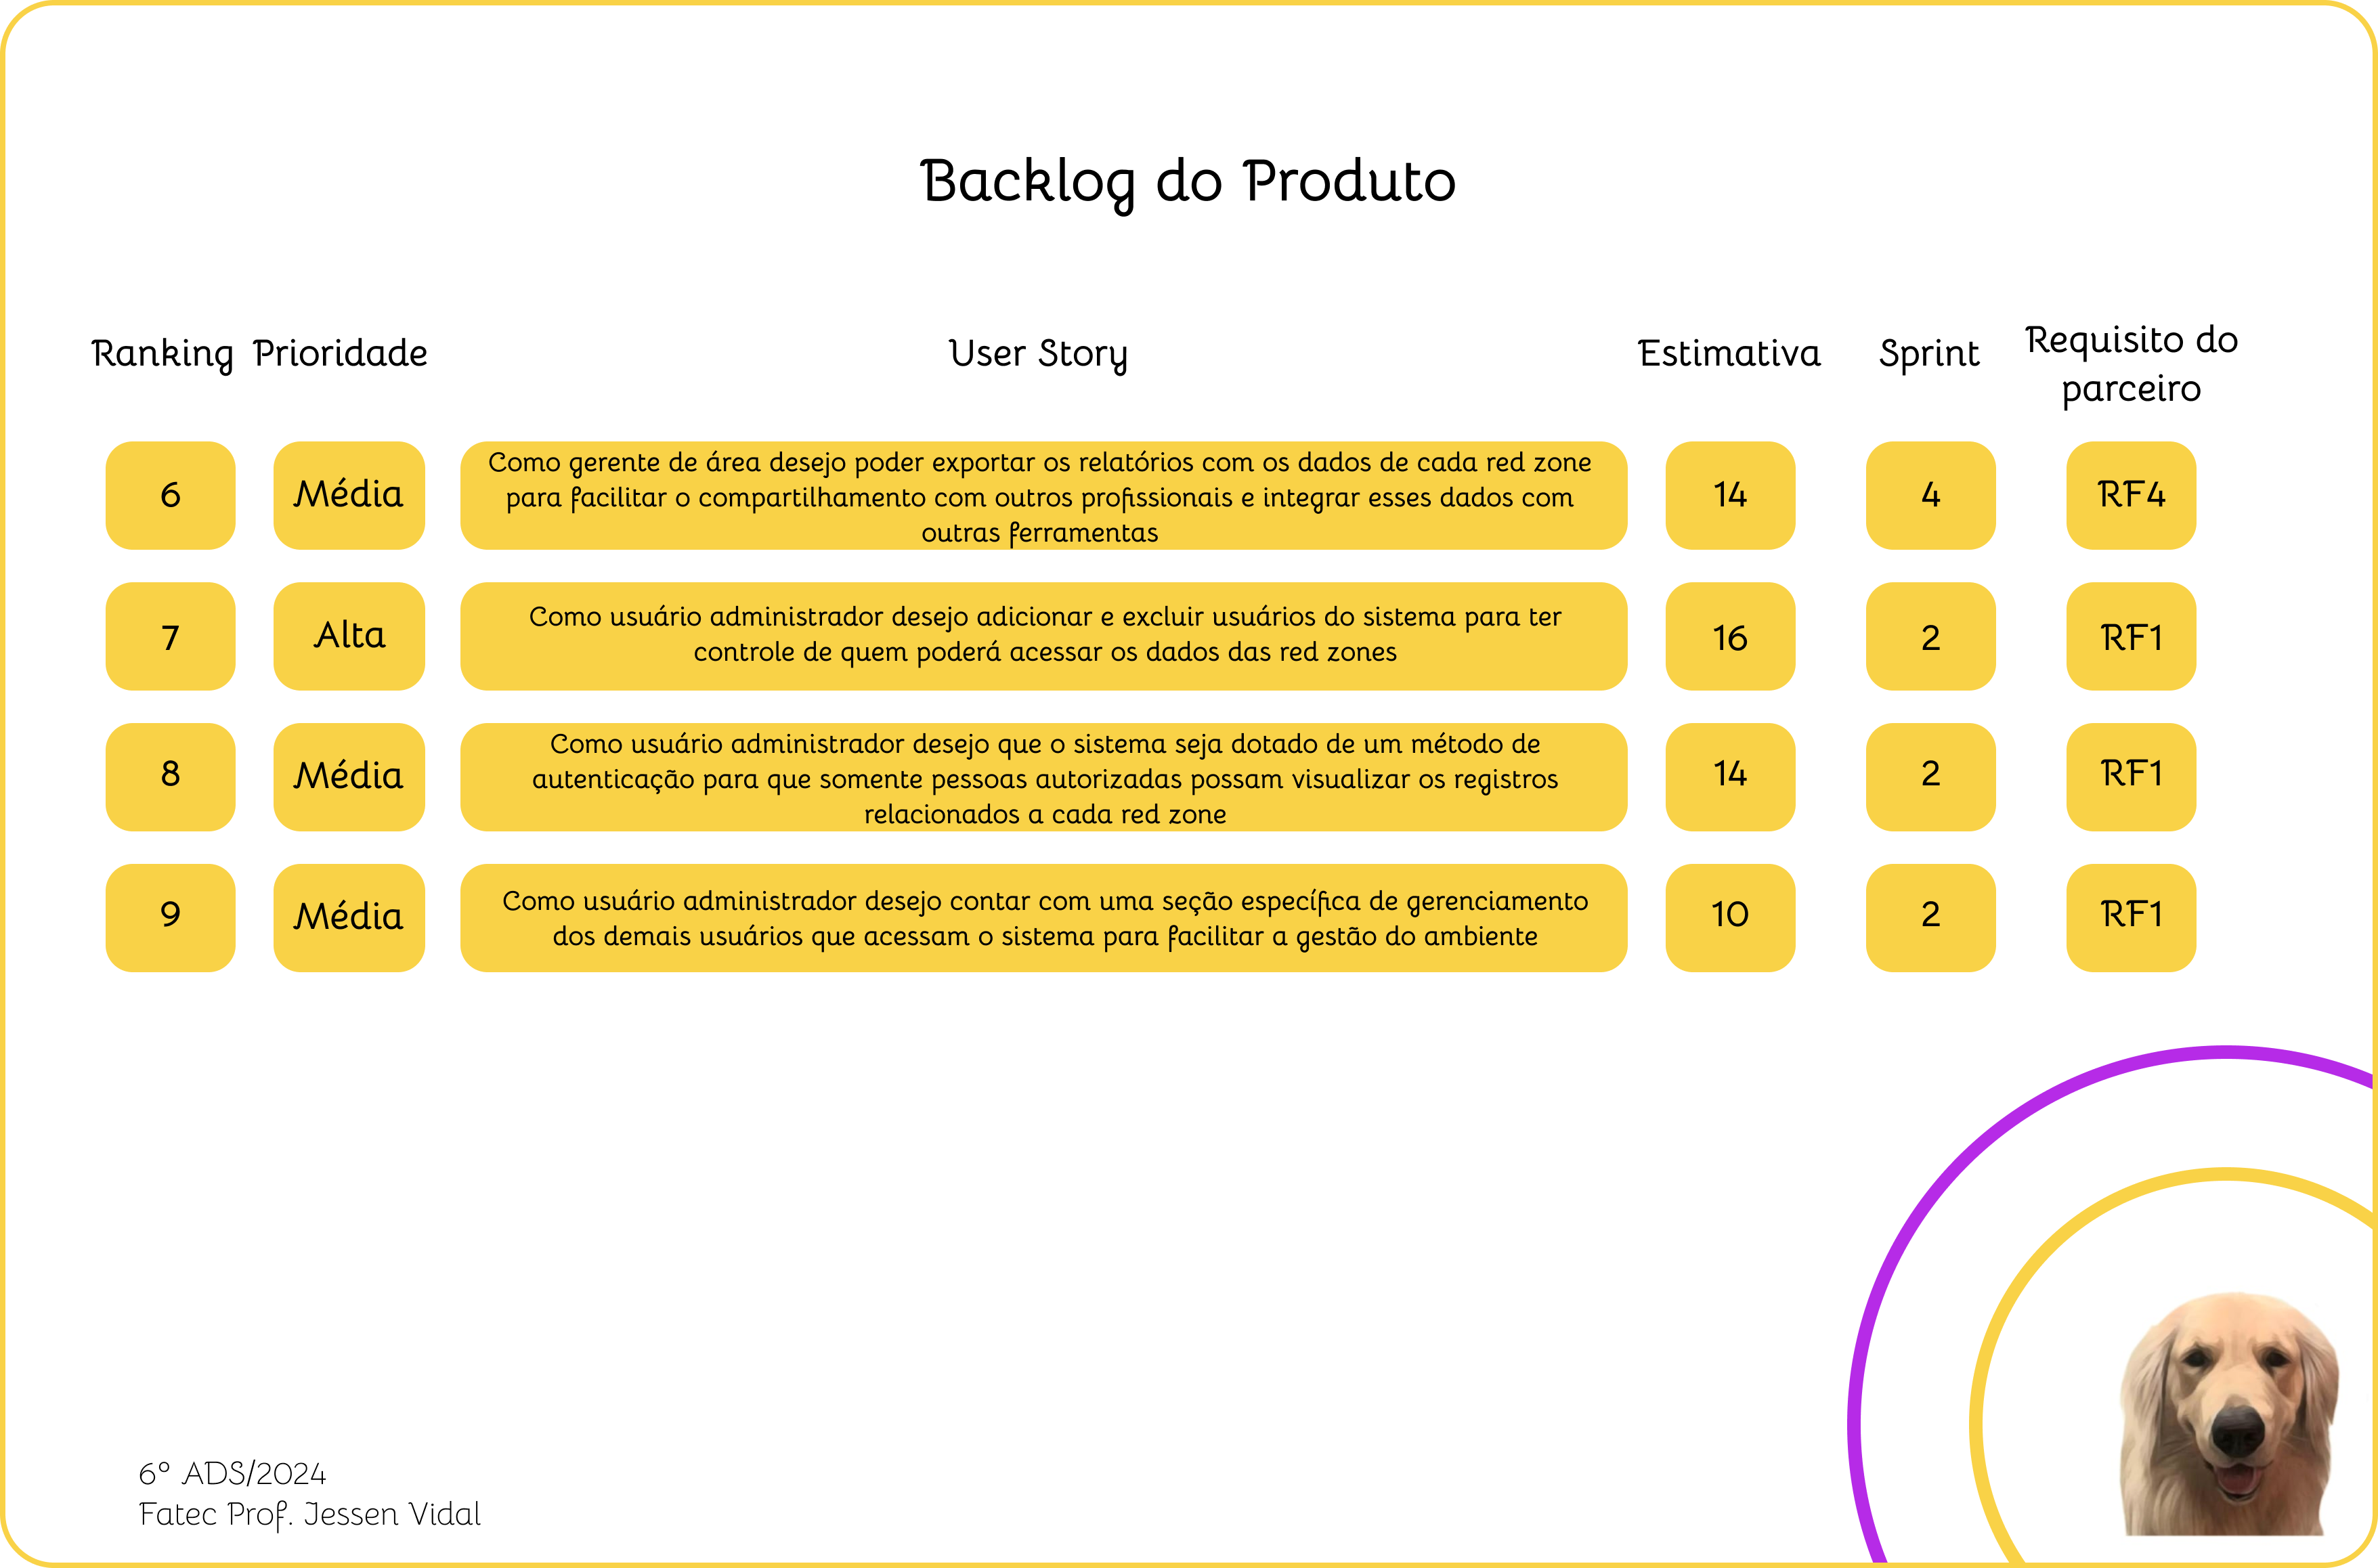 Backlog do Produto
Ranking Prioridade User Story Estimativa Sprint Requisito do
parceiro
6 Média Como gerente de área desejo poder exportar os relatórios com os dados de cada red zone
para facilitar o compartilhamento com outros profissionais e integrar esses dados com
outras ferramentas 14 4 RF4
7 Alta Como usuário administrador desejo adicionar e excluir usuários do sistema para ter
controle de quem poderá acessar os dados das red zones 16 2 RF1
8 Média Como usuário administrador desejo que o sistema seja dotado de um método de
autenticação para que somente pessoas autorizadas possam visualizar os registros
relacionados a cada red zone 14 2 RF1
9 Média Como usuário administrador desejo contar com uma seção específica de gerenciamento
dos demais usuários que acessam o sistema para facilitar a gestão do ambiente 10 2 RF1
6º ADS/2024
Fatec Prof. Jessen Vidal